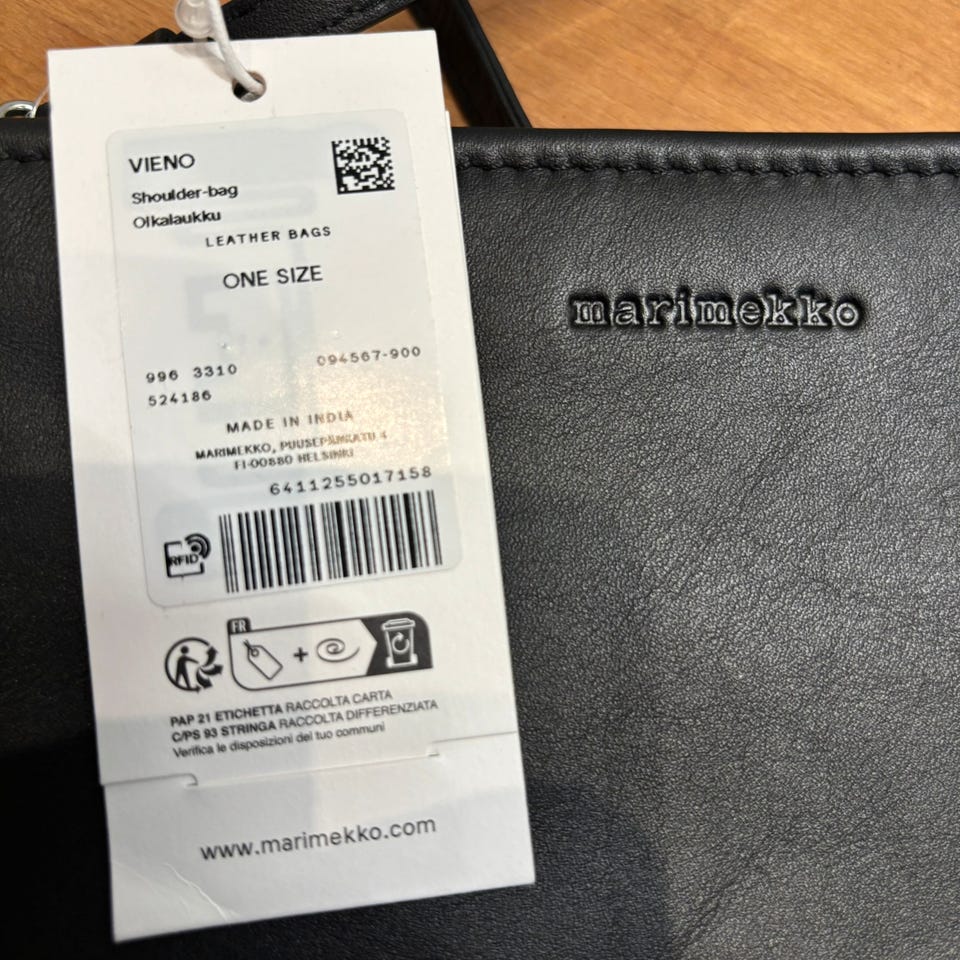 VIENO
Shoulder-bag
Olkalaukku
LEATHER BAGS
ONE SIZE
996 3310 094567-900
524186
MADE IN INDIA
MARIMEKKO, PUUSEPÄNKATU 4
FI-00880 HELSINKI
6411255017158
RFID
FR
PAP 21 ETICHETTA RACCOLTA CARTA
C/PS 93 STRINGA RACCOLTA DIFFERENZIATA
Verifica le disposizioni del tuo comuni
www.marimekko.com
marimekko